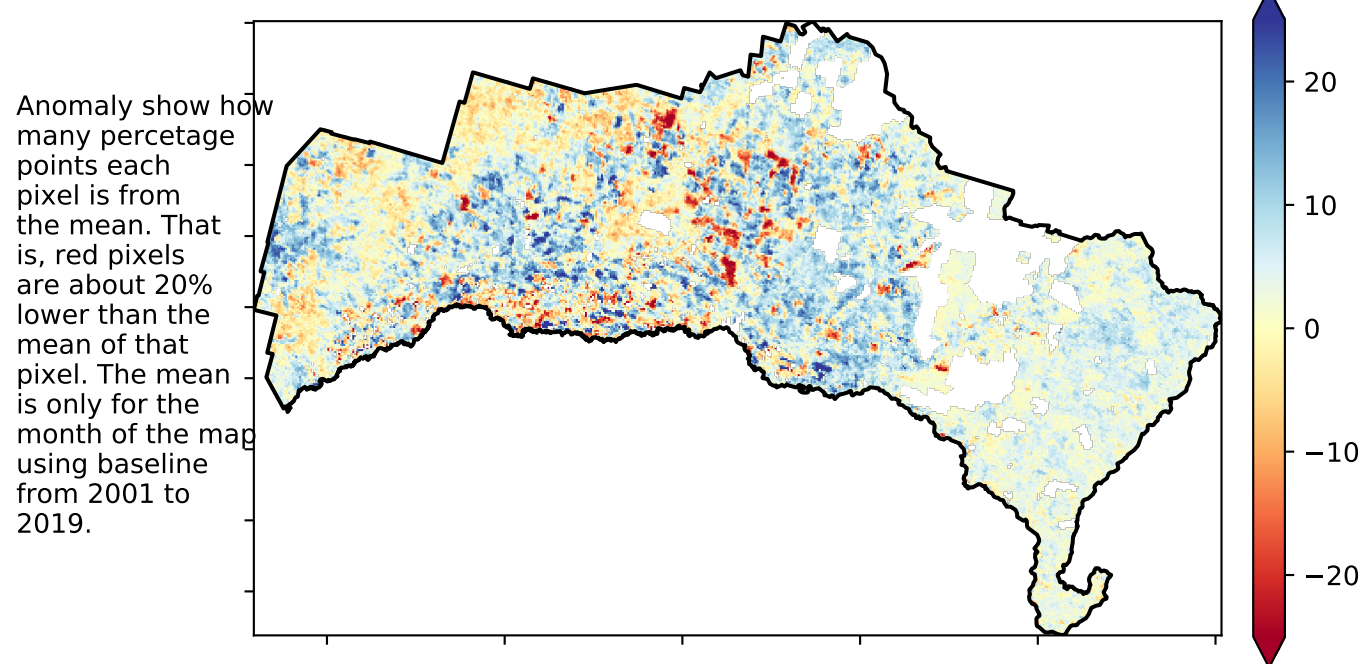 Anomaly show how
many percetage
points each
pixel is from
the mean. That
is, red pixels
are about 20%
lower than the
mean of that
pixel. The mean
is only for the
month of the map
using baseline
from 2001 to
2019.
20
10
0
−10
−20